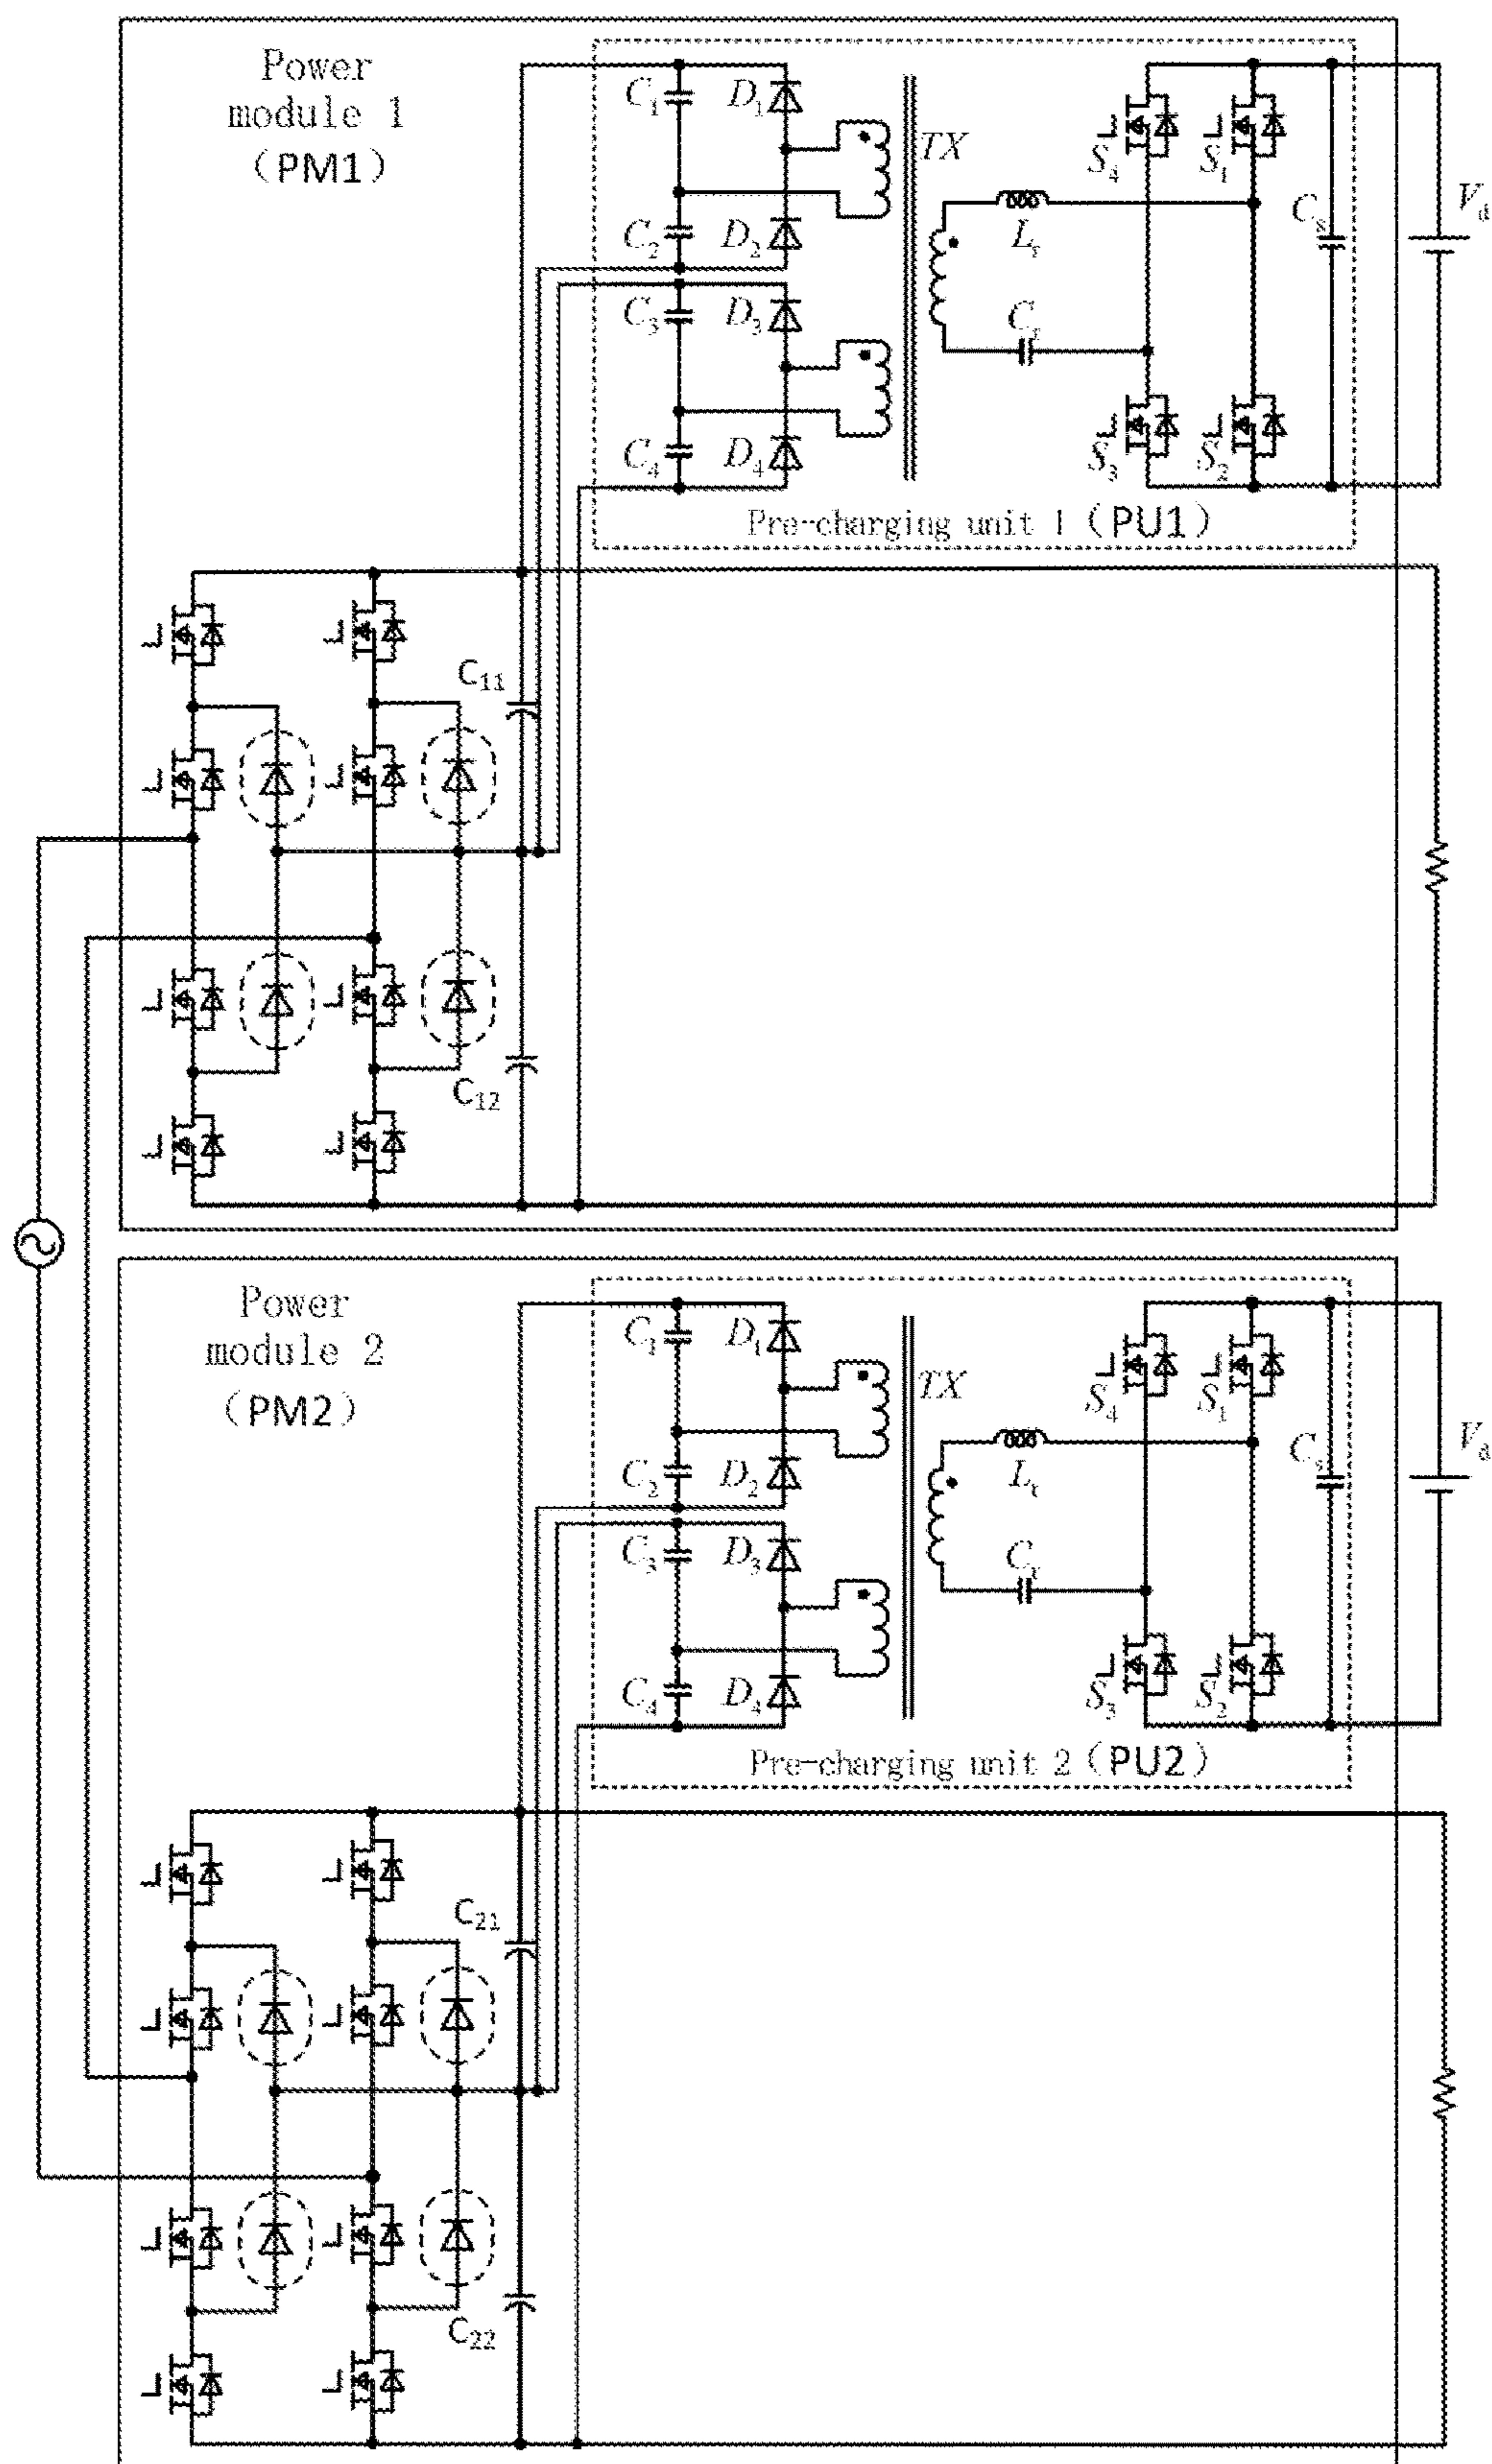 Power
module 1
(PM1)
C1
D1
TX
S4
S1
Cs
Vd
C2
D2
Lr
C3
D3
Cr
C4
D4
S3
S2
Pre-charging unit 1 (PU1)
C11
C12
Power
module 2
(PM2)
C1
D1
TX
S4
S1
Cs
Vd
C2
D2
Lr
C3
D3
Cr
C4
D4
S3
S2
Pre-charging unit 2 (PU2)
C21
C22